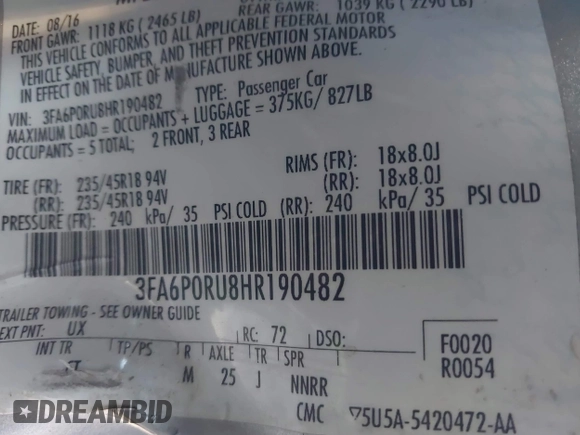 DATE: 08/16
REAR GAWR: 1039 KG ( 2290 LB)
FRONT GAWR: 1118 KG ( 2465 LB)
THIS VEHICLE CONFORMS TO ALL APPLICABLE FEDERAL MOTOR
VEHICLE SAFETY, BUMPER, AND THEFT PREVENTION STANDARDS
IN EFFECT ON THE DATE OF MANUFACTURE SHOWN ABOVE.
VIN: 3FA6P0RU8HR190482 TYPE: Passenger Car
MAXIMUM LOAD = OCCUPANTS + LUGGAGE = 375KG/ 827LB
OCCUPANTS = 5 TOTAL; 2 FRONT, 3 REAR
TIRE (FR): 235/45R18 94V RIMS (FR): 18x8.0J
(RR): 235/45R18 94V (RR): 18x8.0J
PRESSURE (FR): 240 kPa/ 35 PSI COLD (RR): 240 kPa/ 35 PSI COLD
3FA6P0RU8HR190482
TRAILER TOWING - SEE OWNER GUIDE
EXT PNT: UX RC: 72 DSO:
F0020
R0054
INT TR TP/PS R AXLE TR SPR
M 25 J NNRR
CMC 75U5A-5420472-AA
DREAMBID